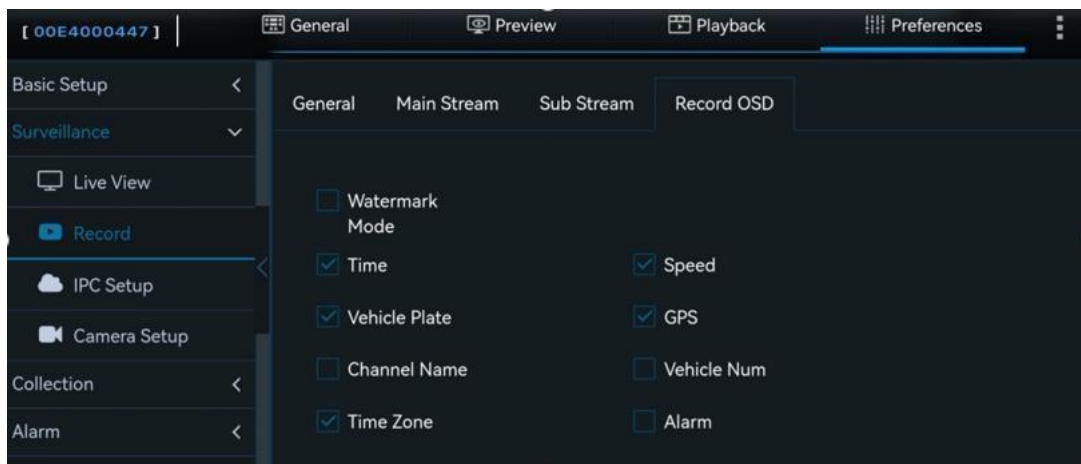 [ 00E4000447 ]
General
Preview
Playback
Preferences
Basic Setup
Surveillance
Live View
Record
IPC Setup
Camera Setup
Collection
Alarm
General
Main Stream
Sub Stream
Record OSD
Watermark
Mode
Time
Speed
Vehicle Plate
GPS
Channel Name
Vehicle Num
Time Zone
Alarm